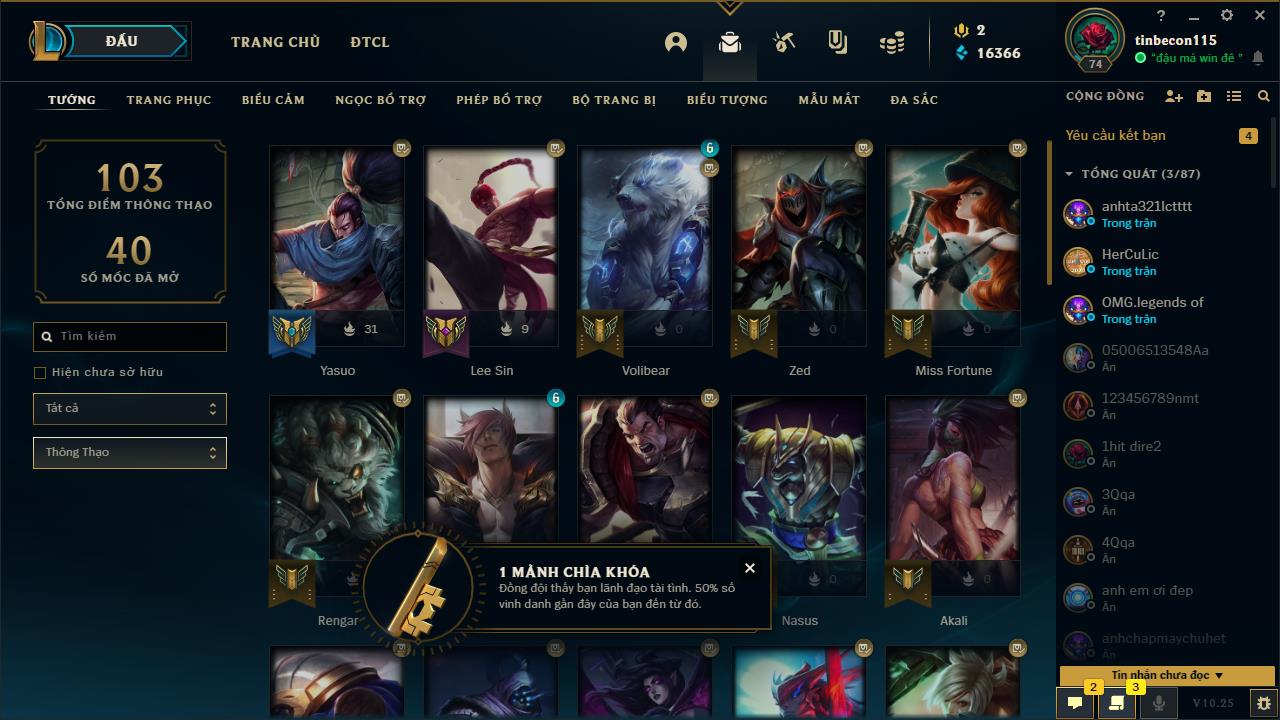 ĐẤU
TRANG CHỦ
ĐTCL
2
16366
?
tinbecon115
"đậu má win đê "
74
TƯỚNG
TRANG PHỤC
BIỂU CẢM
NGỌC BỔ TRỢ
PHÉP BỔ TRỢ
BỘ TRANG BỊ
BIỂU TƯỢNG
MẪU MẮT
ĐA SẮC
CỘNG ĐỒNG
Yêu cầu kết bạn
4
TỔNG QUÁT (3/87)
anhta321lctttt
Trong trận
HerCuLic
Trong trận
OMG.legends of
Trong trận
05006513548Aa
Ẩn
123456789nmt
Ẩn
1hit dire2
Ẩn
3Qqa
Ẩn
4Qqa
Ẩn
anh em ơi đẹp
Ẩn
anhchapmaychuhet
Ẩn
Tin nhắn chưa đọc
2
3
V10.25
103
TỔNG ĐIỂM THÔNG THẠO
40
SỐ MỐC ĐÃ MỞ
Tìm kiếm
Hiện chưa sở hữu
Tất cả
Thông Thạo
6
31
9
0
0
0
Yasuo
Lee Sin
Volibear
Zed
Miss Fortune
6
0
0
Rengar
Nasus
Akali
1 MẢNH CHÌA KHÓA
Đồng đội thấy bạn lãnh đạo tài tình. 50% số
vinh danh gần đây của bạn đến từ đó.